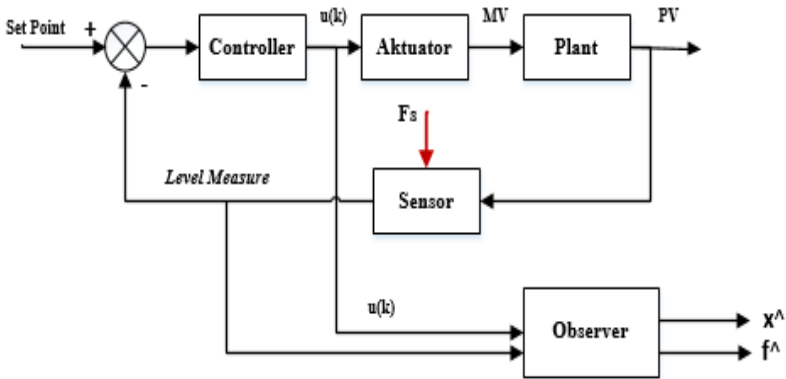 Set Point
+
-
Controller
u(k)
Aktuator
MV
Plant
PV
Fs
Level Measure
Sensor
u(k)
Observer
x^
f^